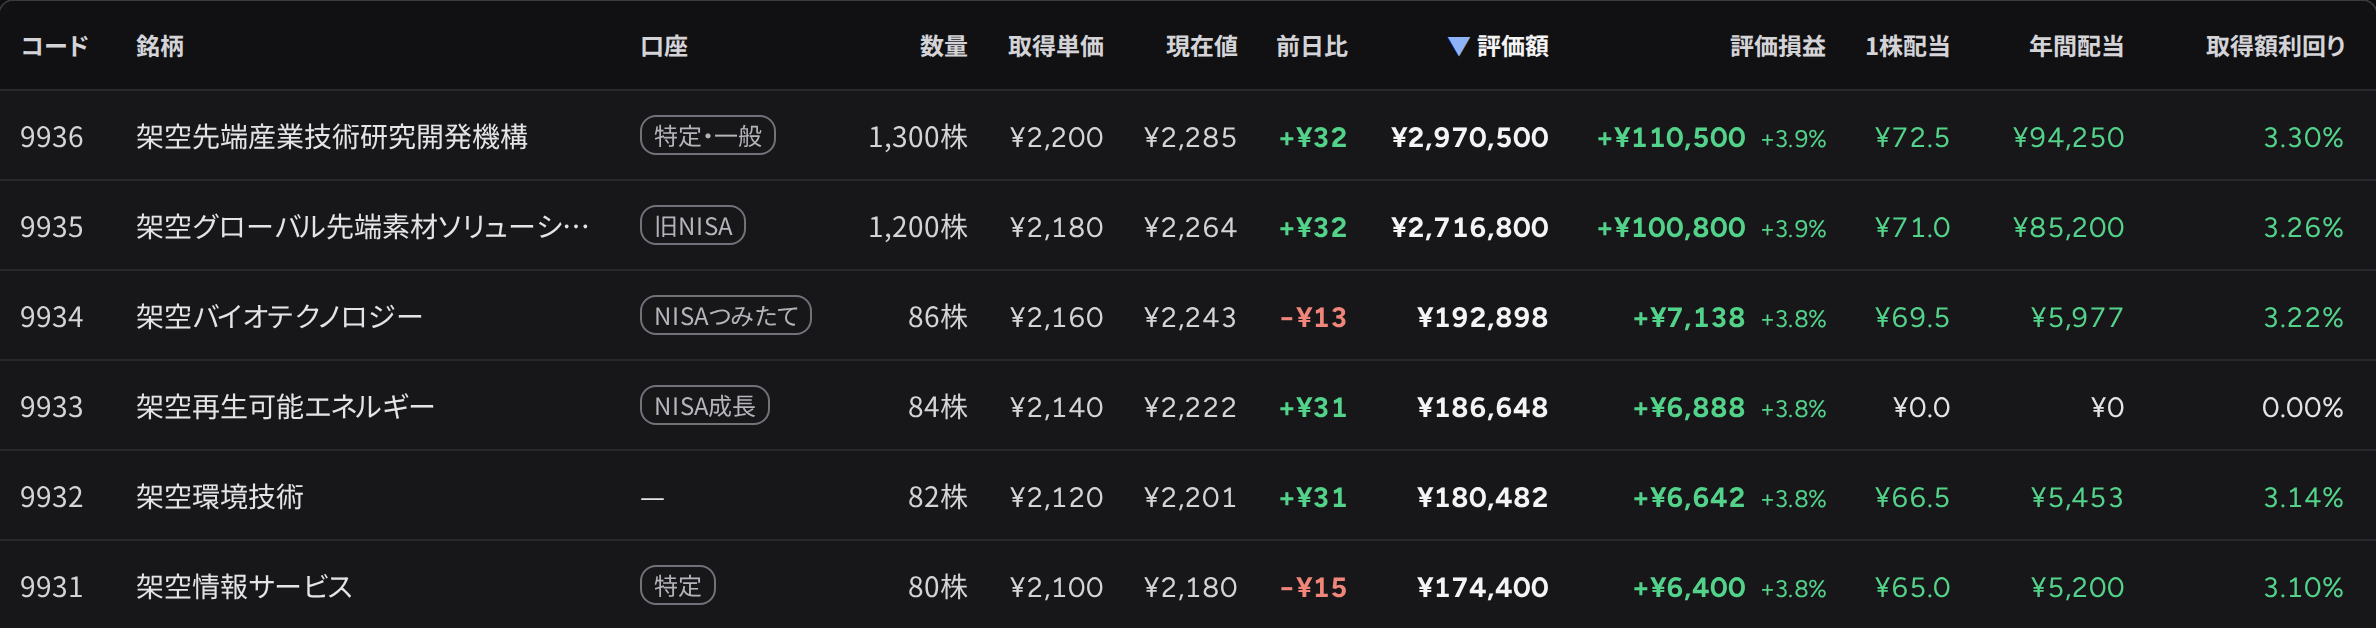 コード 銘柄 口座 数量 取得単価 現在値 前日比 ▼評価額 評価損益 1株配当 年間配当 取得額利回り
9936 架空先端産業技術研究開発機構 特定・一般 1,300株 ¥2,200 ¥2,285 +¥32 ¥2,970,500 +¥110,500 +3.9% ¥72.5 ¥94,250 3.30%
9935 架空グローバル先端素材ソリューシ… 旧NISA 1,200株 ¥2,180 ¥2,264 +¥32 ¥2,716,800 +¥100,800 +3.9% ¥71.0 ¥85,200 3.26%
9934 架空バイオテクノロジー NISAつみたて 86株 ¥2,160 ¥2,243 -¥13 ¥192,898 +¥7,138 +3.8% ¥69.5 ¥5,977 3.22%
9933 架空再生可能エネルギー NISA成長 84株 ¥2,140 ¥2,222 +¥31 ¥186,648 +¥6,888 +3.8% ¥0.0 ¥0 0.00%
9932 架空環境技術 — 82株 ¥2,120 ¥2,201 +¥31 ¥180,482 +¥6,642 +3.8% ¥66.5 ¥5,453 3.14%
9931 架空情報サービス 特定 80株 ¥2,100 ¥2,180 -¥15 ¥174,400 +¥6,400 +3.8% ¥65.0 ¥5,200 3.10%